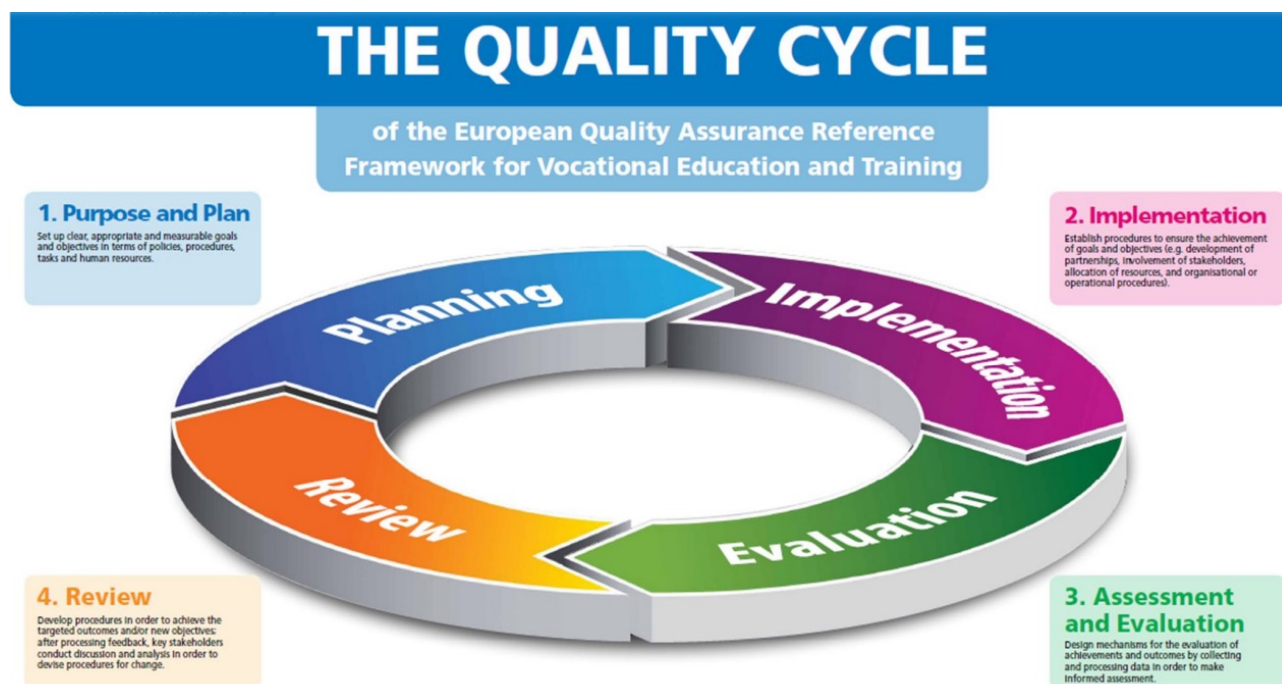 THE QUALITY CYCLE
of the European Quality Assurance Reference
Framework for Vocational Education and Training
1. Purpose and Plan
Set up clear, appropriate and measurable goals
and objectives in terms of policies, procedures,
tasks and human resources.
2. Implementation
Establish procedures to ensure the achievement
of goals and objectives (e.g. development of
partnerships, involvement of stakeholders,
allocation of resources, and organisational or
operational procedures).
Planning
Implementation
Review
Evaluation
4. Review
Develop procedures in order to achieve the
targeted outcomes and/or new objectives:
after processing feedback, key stakeholders
conduct discussion and analysis in order to
devise procedures for change.
3. Assessment
and Evaluation
Design mechanisms for the evaluation of
achievements and outcomes by collecting
and processing data in order to make
informed assessment.